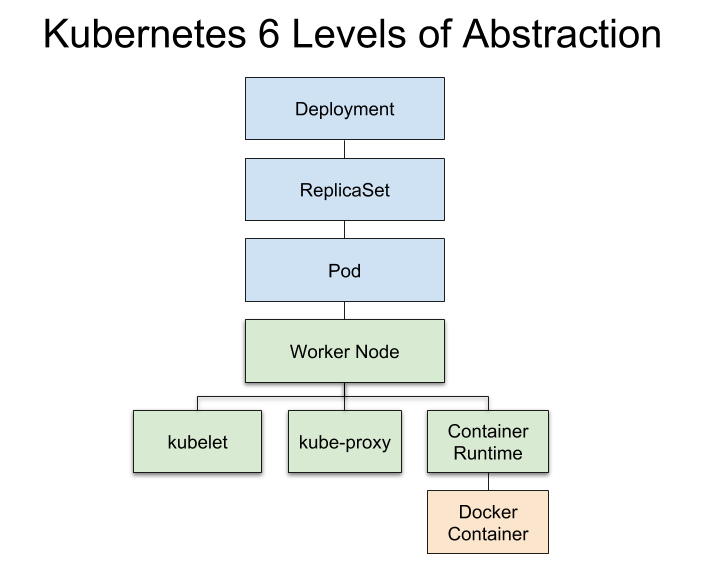 Kubernetes 6 Levels of Abstraction
Deployment
ReplicaSet
Pod
Worker Node
kubelet
kube-proxy
Container
Runtime
Docker
Container